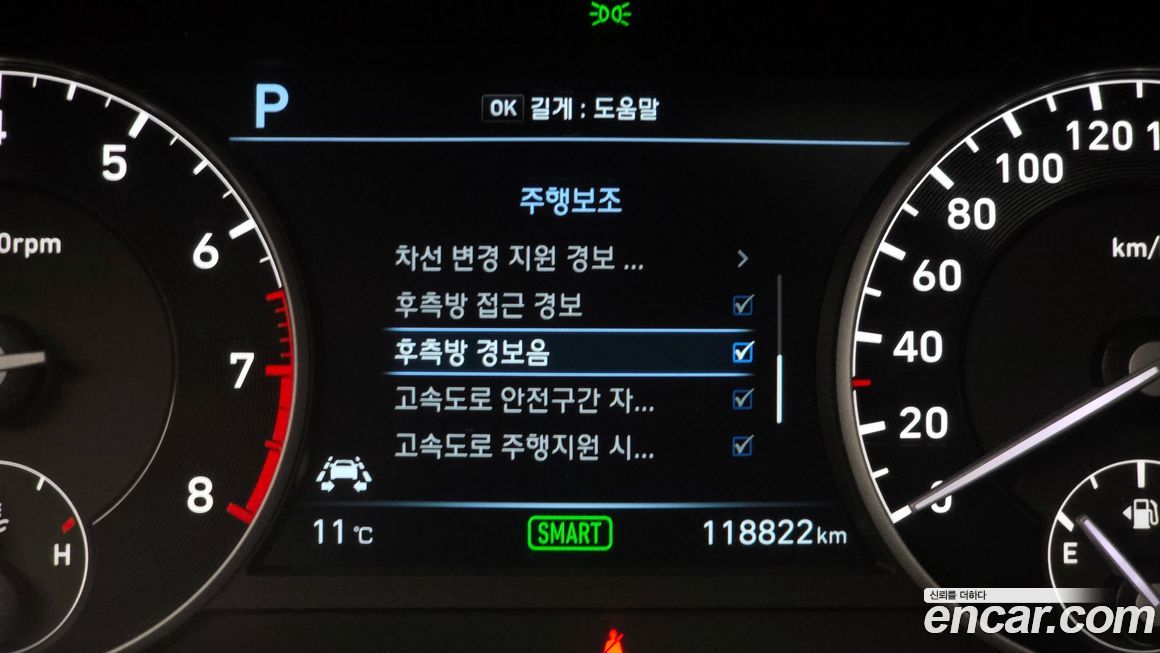 P
OK 길게 : 도움말
주행보조
차선 변경 지원 경보 ...
후측방 접근 경보
후측방 경보음
고속도로 안전구간 자...
고속도로 주행지원 시...
11 ℃
SMART
118822 km
5
6
7
8
0rpm
H
0
20
40
60
80
100
120
km/
E
신뢰를 더하다
encar.com